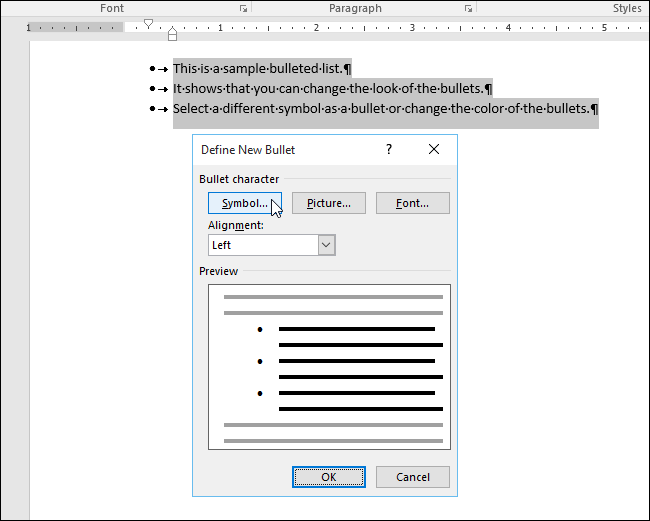 Font Paragraph Styles
1 1 2 3 4 5
This is a sample bulleted list.¶
It shows that you can change the look of the bullets.¶
Select a different symbol as a bullet or change the color of the bullets.¶
Define New Bullet ?
Bullet character
Symbol... Picture... Font...
Alignment:
Left
Preview
OK Cancel